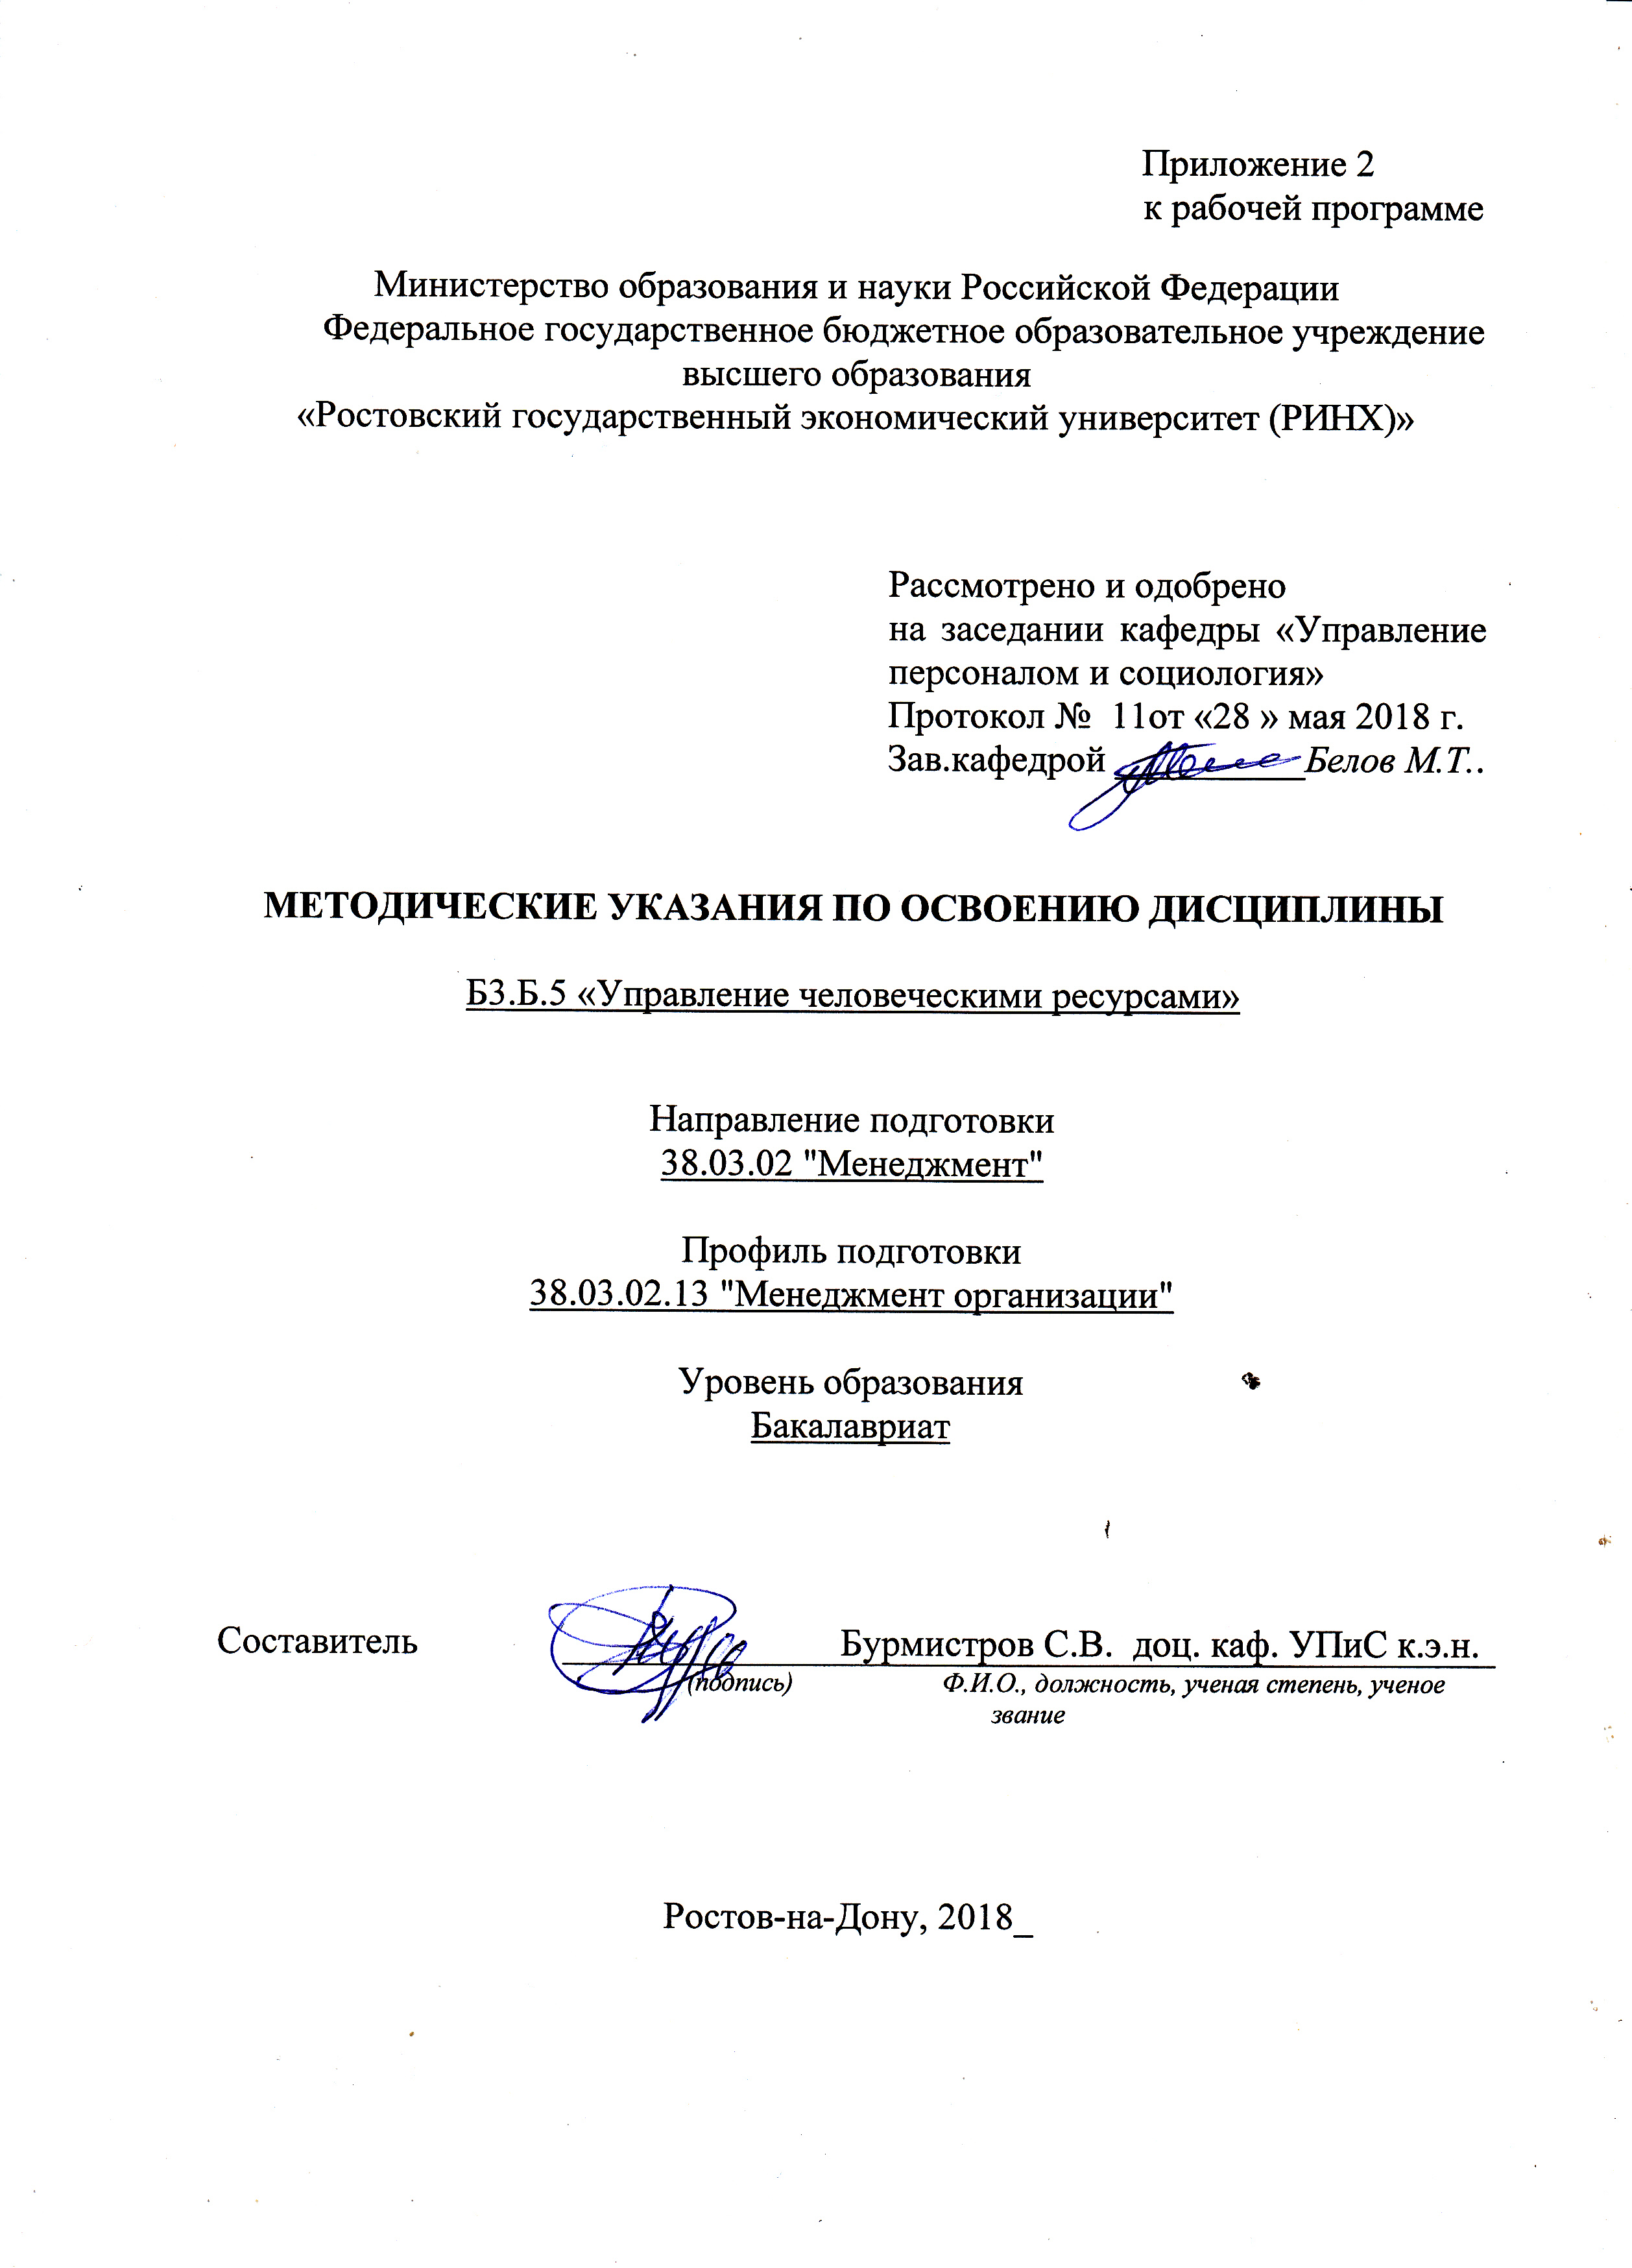 Приложение 2
к рабочей программе
Министерство образования и науки Российской Федерации
Федеральное государственное бюджетное образовательное учреждение
высшего образования
«Ростовский государственный экономический университет (РИНХ)»
Рассмотрено и одобрено
на заседании кафедры «Управление
персоналом и социология»
Протокол № 11от «28 » мая 2018 г.
Зав.кафедрой __________Белов М.Т..
МЕТОДИЧЕСКИЕ УКАЗАНИЯ ПО ОСВОЕНИЮ ДИСЦИПЛИНЫ
Б3.Б.5 «Управление человеческими ресурсами»
Направление подготовки
38.03.02 "Менеджмент"
Профиль подготовки
38.03.02.13 "Менеджмент организации"
Уровень образования
Бакалавриат
Составитель Бурмистров С.В. доц. каф. УПиС к.э.н.
(подпись) Ф.И.О., должность, ученая степень, ученое
звание
Ростов-на-Дону, 2018_